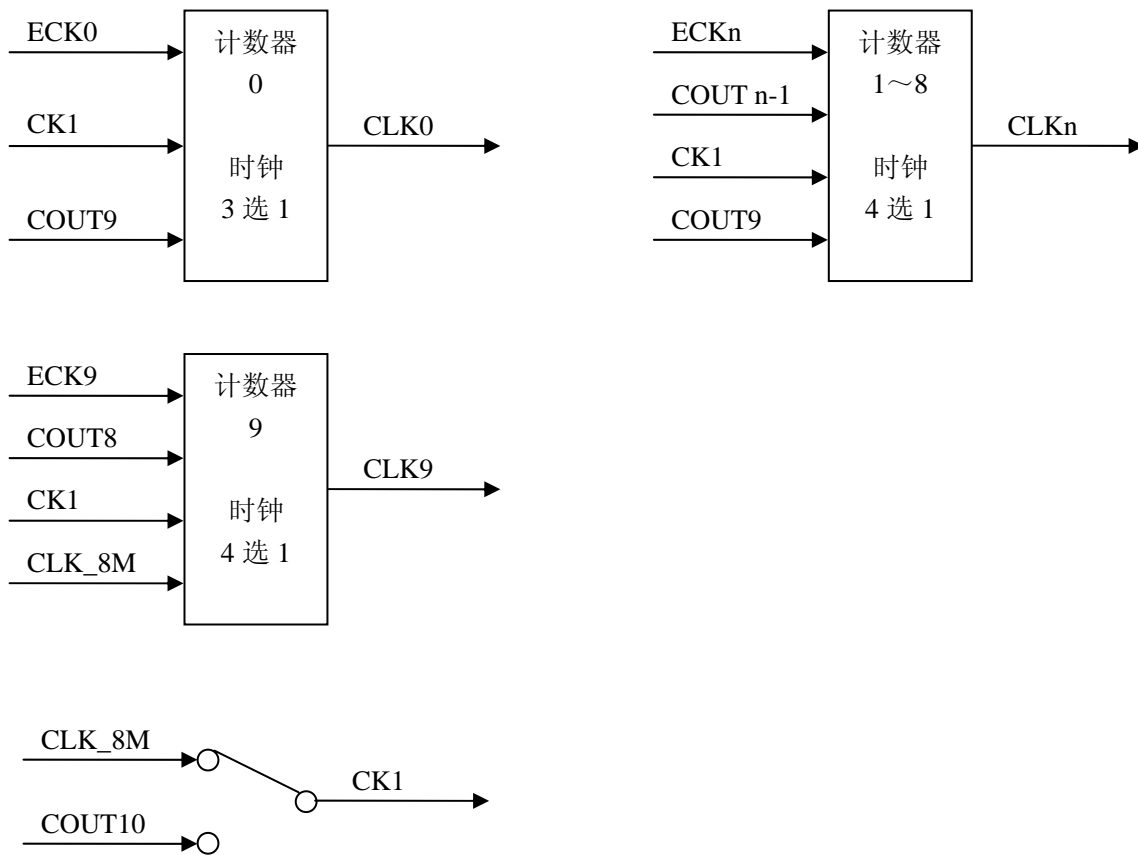 ECK0
CK1
COUT9
计数器
0
时钟
3 选 1
CLK0
ECKn
COUT n-1
CK1
COUT9
计数器
1～8
时钟
4 选 1
CLKn
ECK9
COUT8
CK1
CLK_8M
计数器
9
时钟
4 选 1
CLK9
CLK_8M
COUT10
CK1